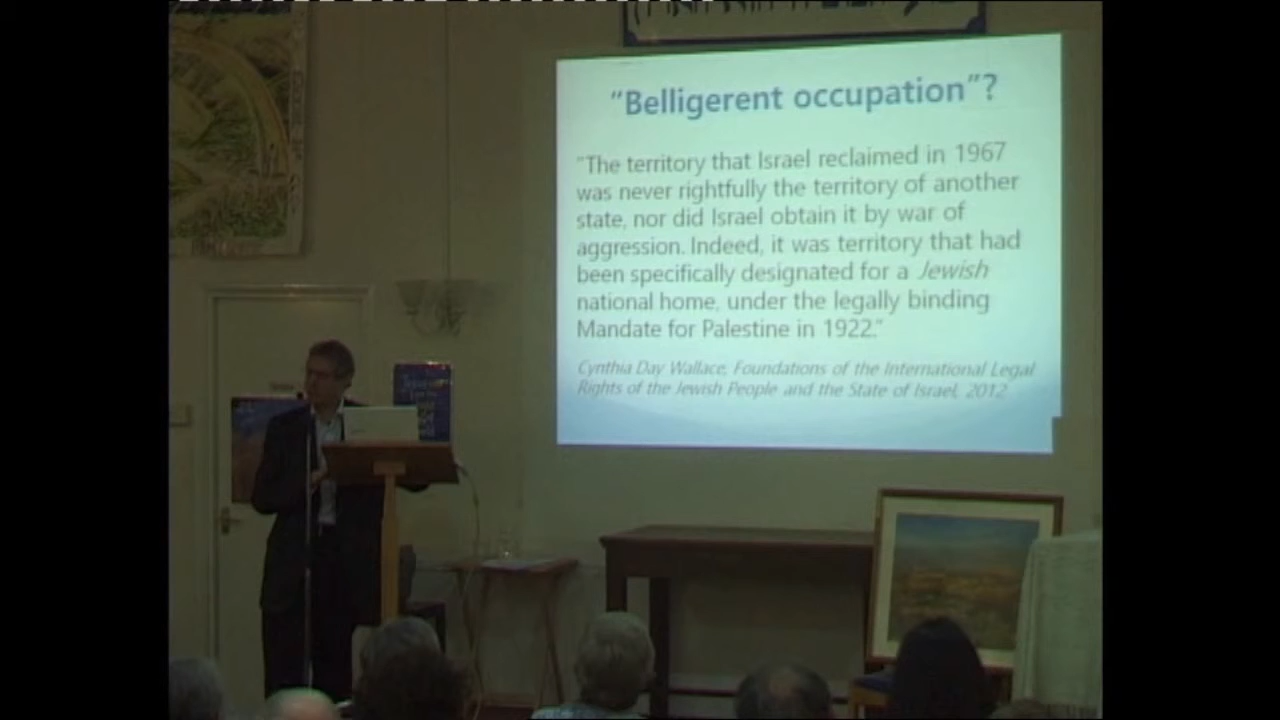 “Belligerent occupation”?
“The territory that Israel reclaimed in 1967
was never rightfully the territory of another
state, nor did Israel obtain it by war of
aggression. Indeed, it was territory that had
been specifically designated for a Jewish
national home, under the legally binding
Mandate for Palestine in 1922.”
Cynthia Day Wallace, Foundations of the International Legal
Rights of the Jewish People and the State of Israel, 2012